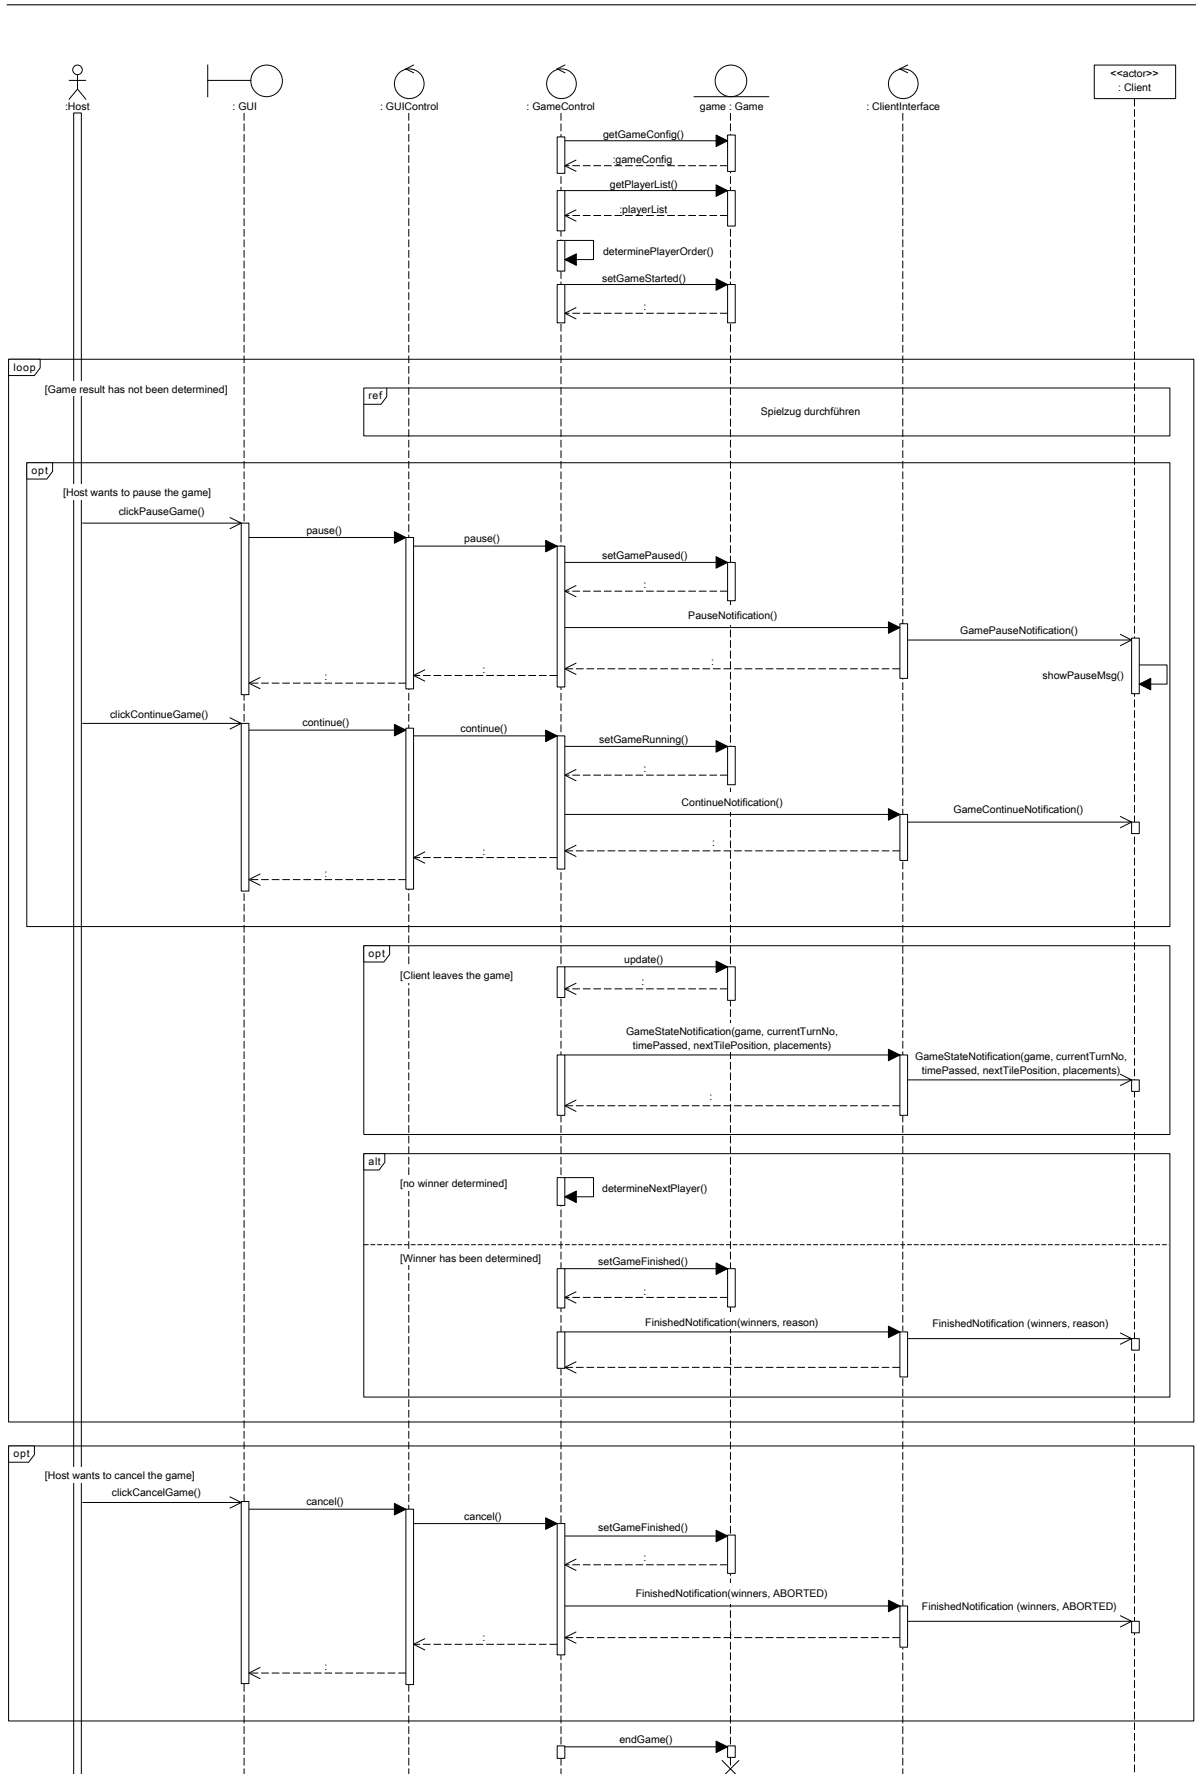 <<actor>>
:Host
: GUI
: GUIControl
: GameControl
game : Game
: ClientInterface
: Client
getGameConfig()
:gameConfig
getPlayerList()
:playerList
determinePlayerOrder()
setGameStarted()
:
loop
[Game result has not been determined]
ref
Spielzug durchführen
opt
[Host wants to pause the game]
clickPauseGame()
pause()
pause()
setGamePaused()
:
PauseNotification()
GamePauseNotification()
:
:
:
showPauseMsg()
clickContinueGame()
continue()
continue()
setGameRunning()
:
ContinueNotification()
GameContinueNotification()
:
:
:
opt
[Client leaves the game]
update()
:
GameStateNotification(game, currentTurnNo,
timePassed, nextTilePosition, placements)
GameStateNotification(game, currentTurnNo,
timePassed, nextTilePosition, placements)
:
alt
[no winner determined]
determineNextPlayer()
[Winner has been determined]
setGameFinished()
:
FinishedNotification(winners, reason)
FinishedNotification (winners, reason)
opt
[Host wants to cancel the game]
clickCancelGame()
cancel()
cancel()
setGameFinished()
:
FinishedNotification(winners, ABORTED)
FinishedNotification (winners, ABORTED)
:
:
endGame()